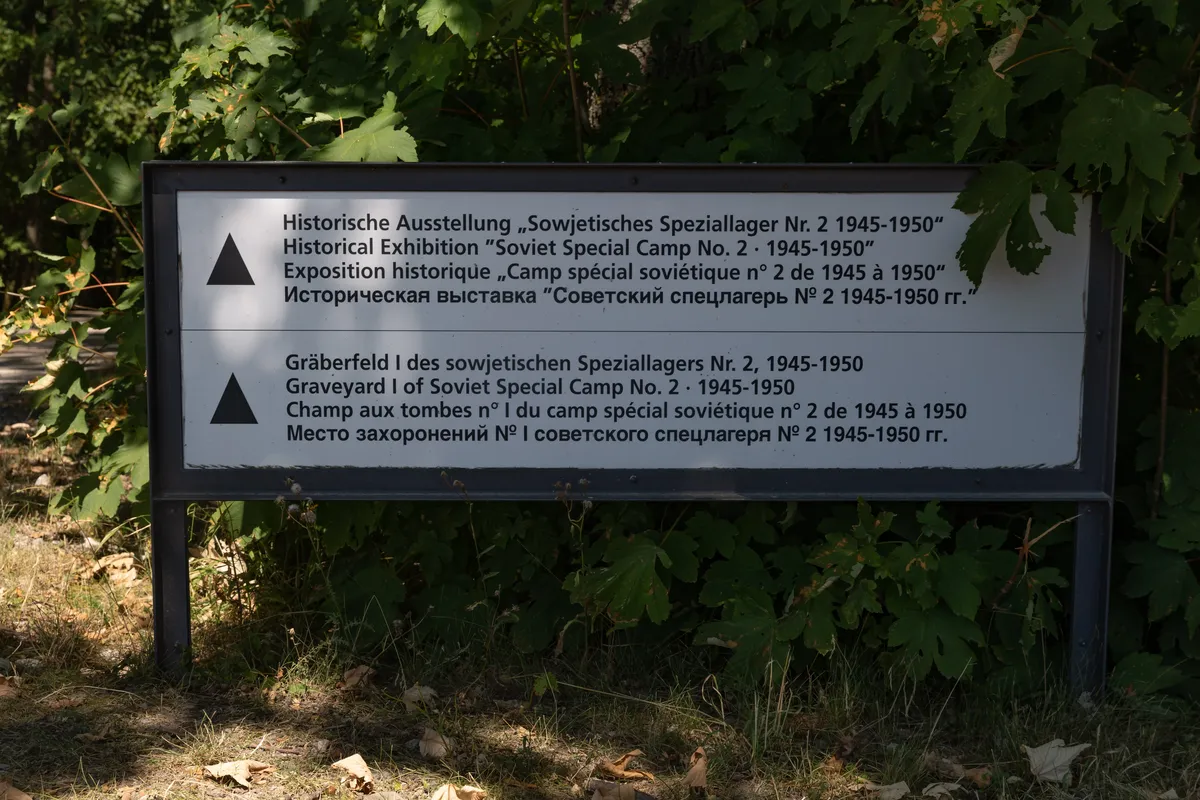 Historische Ausstellung „Sowjetisches Speziallager Nr. 2 1945-1950“
Historical Exhibition "Soviet Special Camp No. 2 · 1945-1950"
Exposition historique „Camp spécial soviétique n° 2 de 1945 à 1950“
Историческая выставка "Советский спецлагерь № 2 1945-1950 гг."
Gräberfeld I des sowjetischen Speziallagers Nr. 2, 1945-1950
Graveyard I of Soviet Special Camp No. 2 · 1945-1950
Champ aux tombes n° I du camp spécial soviétique n° 2 de 1945 à 1950
Место захоронений № I советского спецлагеря № 2 1945-1950 гг.